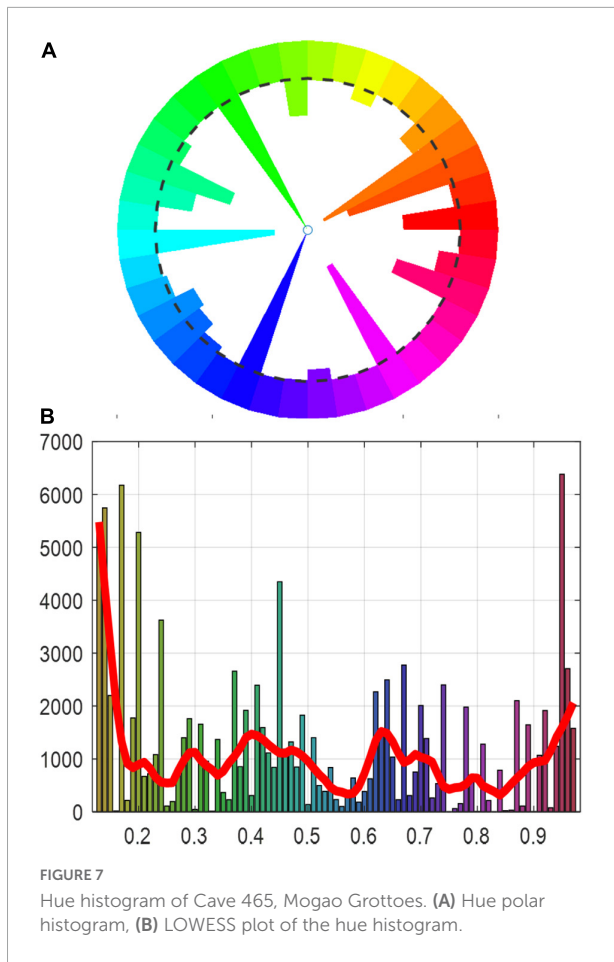 A
B
7000
6000
5000
4000
3000
2000
1000
0
0.2 0.3 0.4 0.5 0.6 0.7 0.8 0.9
FIGURE 7
Hue histogram of Cave 465, Mogao Grottoes. (A) Hue polar
histogram, (B) LOWESS plot of the hue histogram.